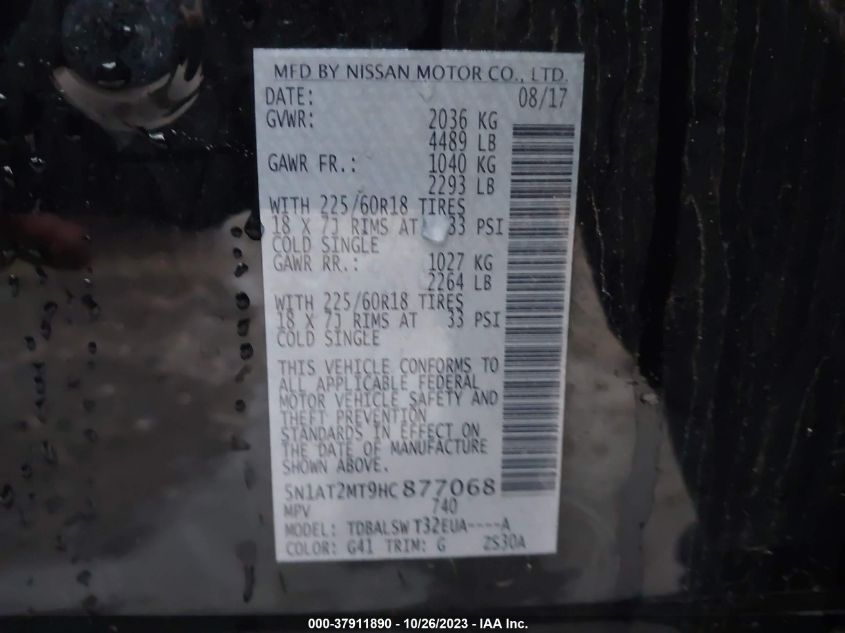 MFD BY NISSAN MOTOR CO., LTD.
DATE: 08/17
GVWR: 2036 KG
4489 LB
GAWR FR.: 1040 KG
2293 LB
WITH 225/60R18 TIRES
18 X 7J RIMS AT 33 PSI
COLD SINGLE
GAWR RR.: 1027 KG
2264 LB
WITH 225/60R18 TIRES
18 X 7J RIMS AT 33 PSI
COLD SINGLE
THIS VEHICLE CONFORMS TO
ALL APPLICABLE FEDERAL
MOTOR VEHICLE SAFETY AND
THEFT PREVENTION
STANDARDS IN EFFECT ON
THE DATE OF MANUFACTURE
SHOWN ABOVE.
5N1AT2MT9HC877068
MPV 740
MODEL: TDBALSW T32EUA----A
COLOR: G41 TRIM: G 2S30A
000-37911890 - 10/26/2023 - IAA Inc.